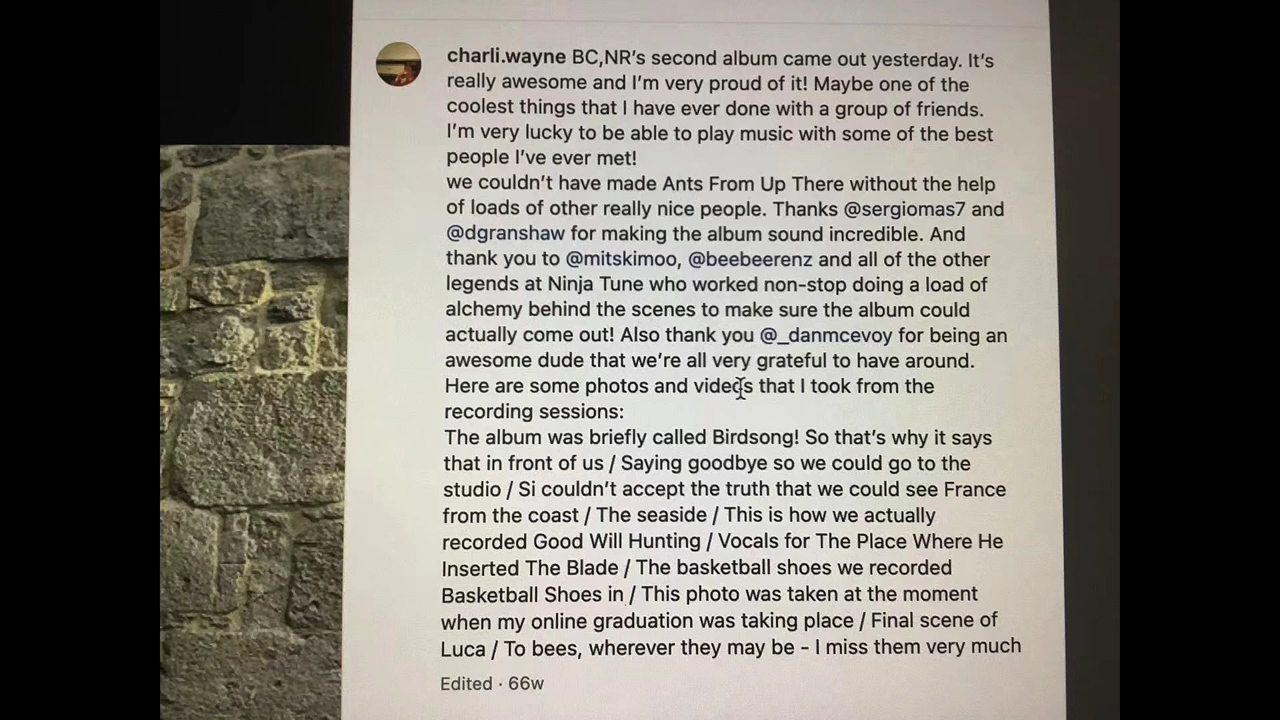 charli.wayne BC,NR’s second album came out yesterday. It’s
really awesome and I’m very proud of it! Maybe one of the
coolest things that I have ever done with a group of friends.
I’m very lucky to be able to play music with some of the best
people I’ve ever met!
we couldn’t have made Ants From Up There without the help
of loads of other really nice people. Thanks @sergiomas7 and
@dgranshaw for making the album sound incredible. And
thank you to @mitskimoo, @beebeerenz and all of the other
legends at Ninja Tune who worked non-stop doing a load of
alchemy behind the scenes to make sure the album could
actually come out! Also thank you @_danmcevoy for being an
awesome dude that we’re all very grateful to have around.
Here are some photos and videos that I took from the
recording sessions:
The album was briefly called Birdsong! So that’s why it says
that in front of us / Saying goodbye so we could go to the
studio / Si couldn’t accept the truth that we could see France
from the coast / The seaside / This is how we actually
recorded Good Will Hunting / Vocals for The Place Where He
Inserted The Blade / The basketball shoes we recorded
Basketball Shoes in / This photo was taken at the moment
when my online graduation was taking place / Final scene of
Luca / To bees, wherever they may be - I miss them very much
Edited · 66w